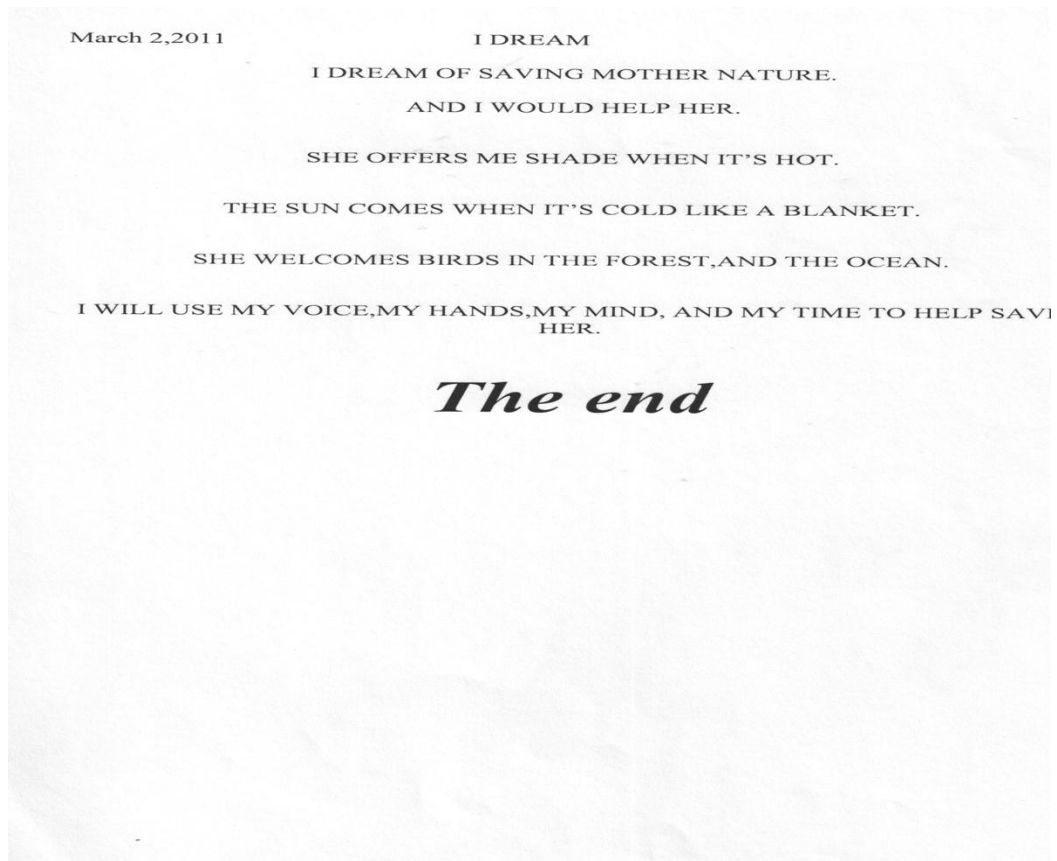 March 2,2011 I DREAM
I DREAM OF SAVING MOTHER NATURE.
AND I WOULD HELP HER.
SHE OFFERS ME SHADE WHEN IT'S HOT.
THE SUN COMES WHEN IT'S COLD LIKE A BLANKET.
SHE WELCOMES BIRDS IN THE FOREST,AND THE OCEAN.
I WILL USE MY VOICE,MY HANDS,MY MIND, AND MY TIME TO HELP SAVE
HER.
The end